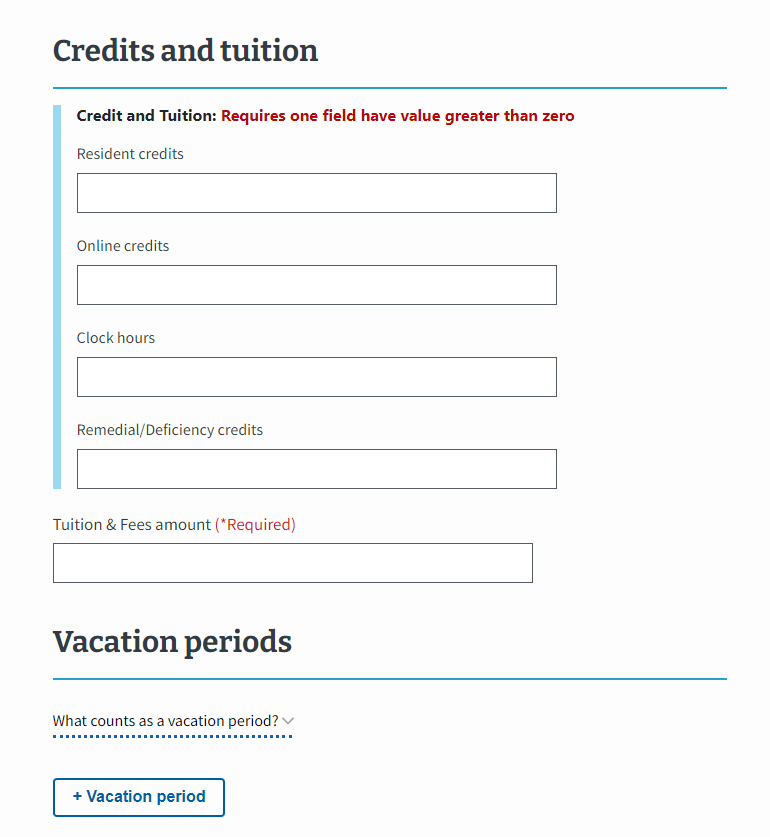 Credits and tuition
Credit and Tuition: Requires one field have value greater than zero
Resident credits
Online credits
Clock hours
Remedial/Deficiency credits
Tuition & Fees amount (*Required)
Vacation periods
What counts as a vacation period?
+ Vacation period